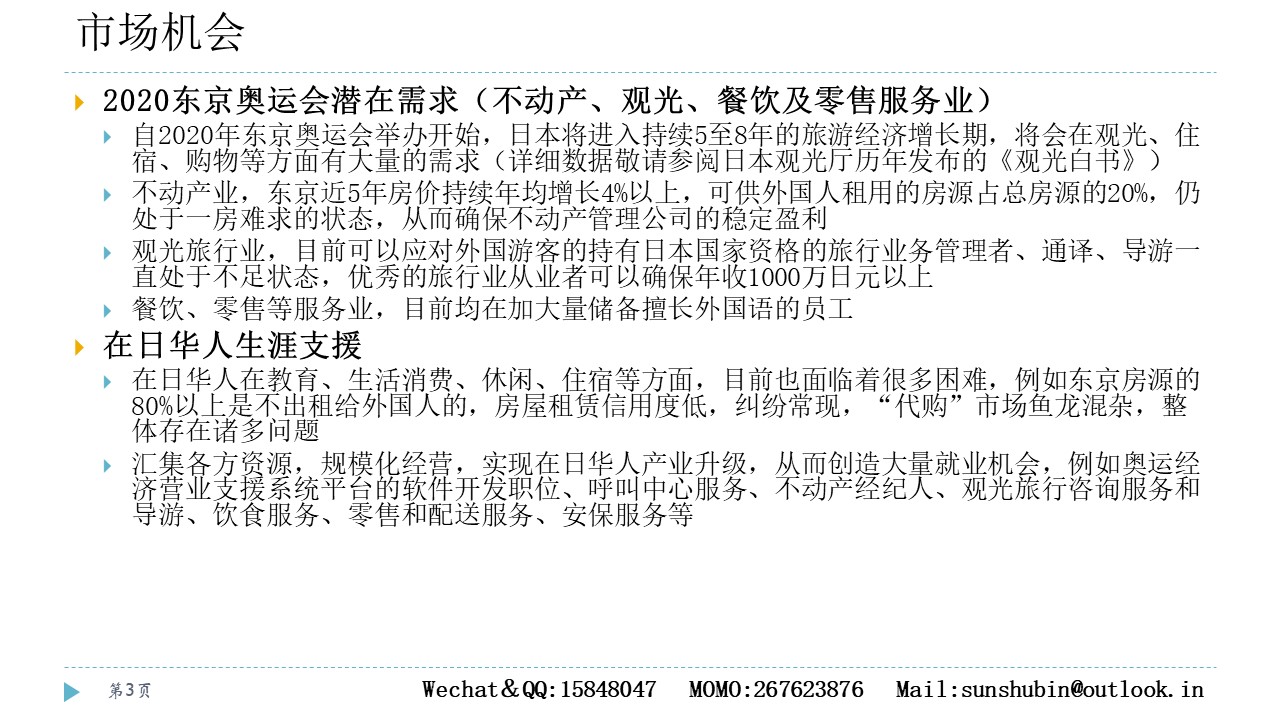 市场机会
2020东京奥运会潜在需求（不动产、观光、餐饮及零售服务业）
自2020年东京奥运会举办开始，日本将进入持续5至8年的旅游经济增长期，将会在观光、住
宿、购物等方面有大量的需求（详细数据敬请参阅日本观光厅历年发布的《观光白书》）
不动产业，东京近5年房价持续年均增长4%以上，可供外国人租用的房源占总房源的20%，仍
处于一房难求的状态，从而确保不动产管理公司的稳定盈利
观光旅行业，目前可以应对外国游客的持有日本国家资格的旅行业务管理者、通译、导游一
直处于不足状态，优秀的旅行业从业者可以确保年收1000万日元以上
餐饮、零售等服务业，目前均在加大量储备擅长外国语的员工
在日华人生涯支援
在日华人在教育、生活消费、休闲、住宿等方面，目前也面临着很多困难，例如东京房源的
80%以上是不出租给外国人的，房屋租赁信用度低，纠纷常现，“代购”市场鱼龙混杂，整
体存在诸多问题
汇集各方资源，规模化经营，实现在日华人产业升级，从而创造大量就业机会，例如奥运经
济营业支援系统平台的软件开发职位、呼叫中心服务、不动产经纪人、观光旅行咨询服务和
导游、饮食服务、零售和配送服务、安保服务等
第3页 Wechat＆QQ:15848047 MOMO:267623876 Mail:sunshubin@outlook.in